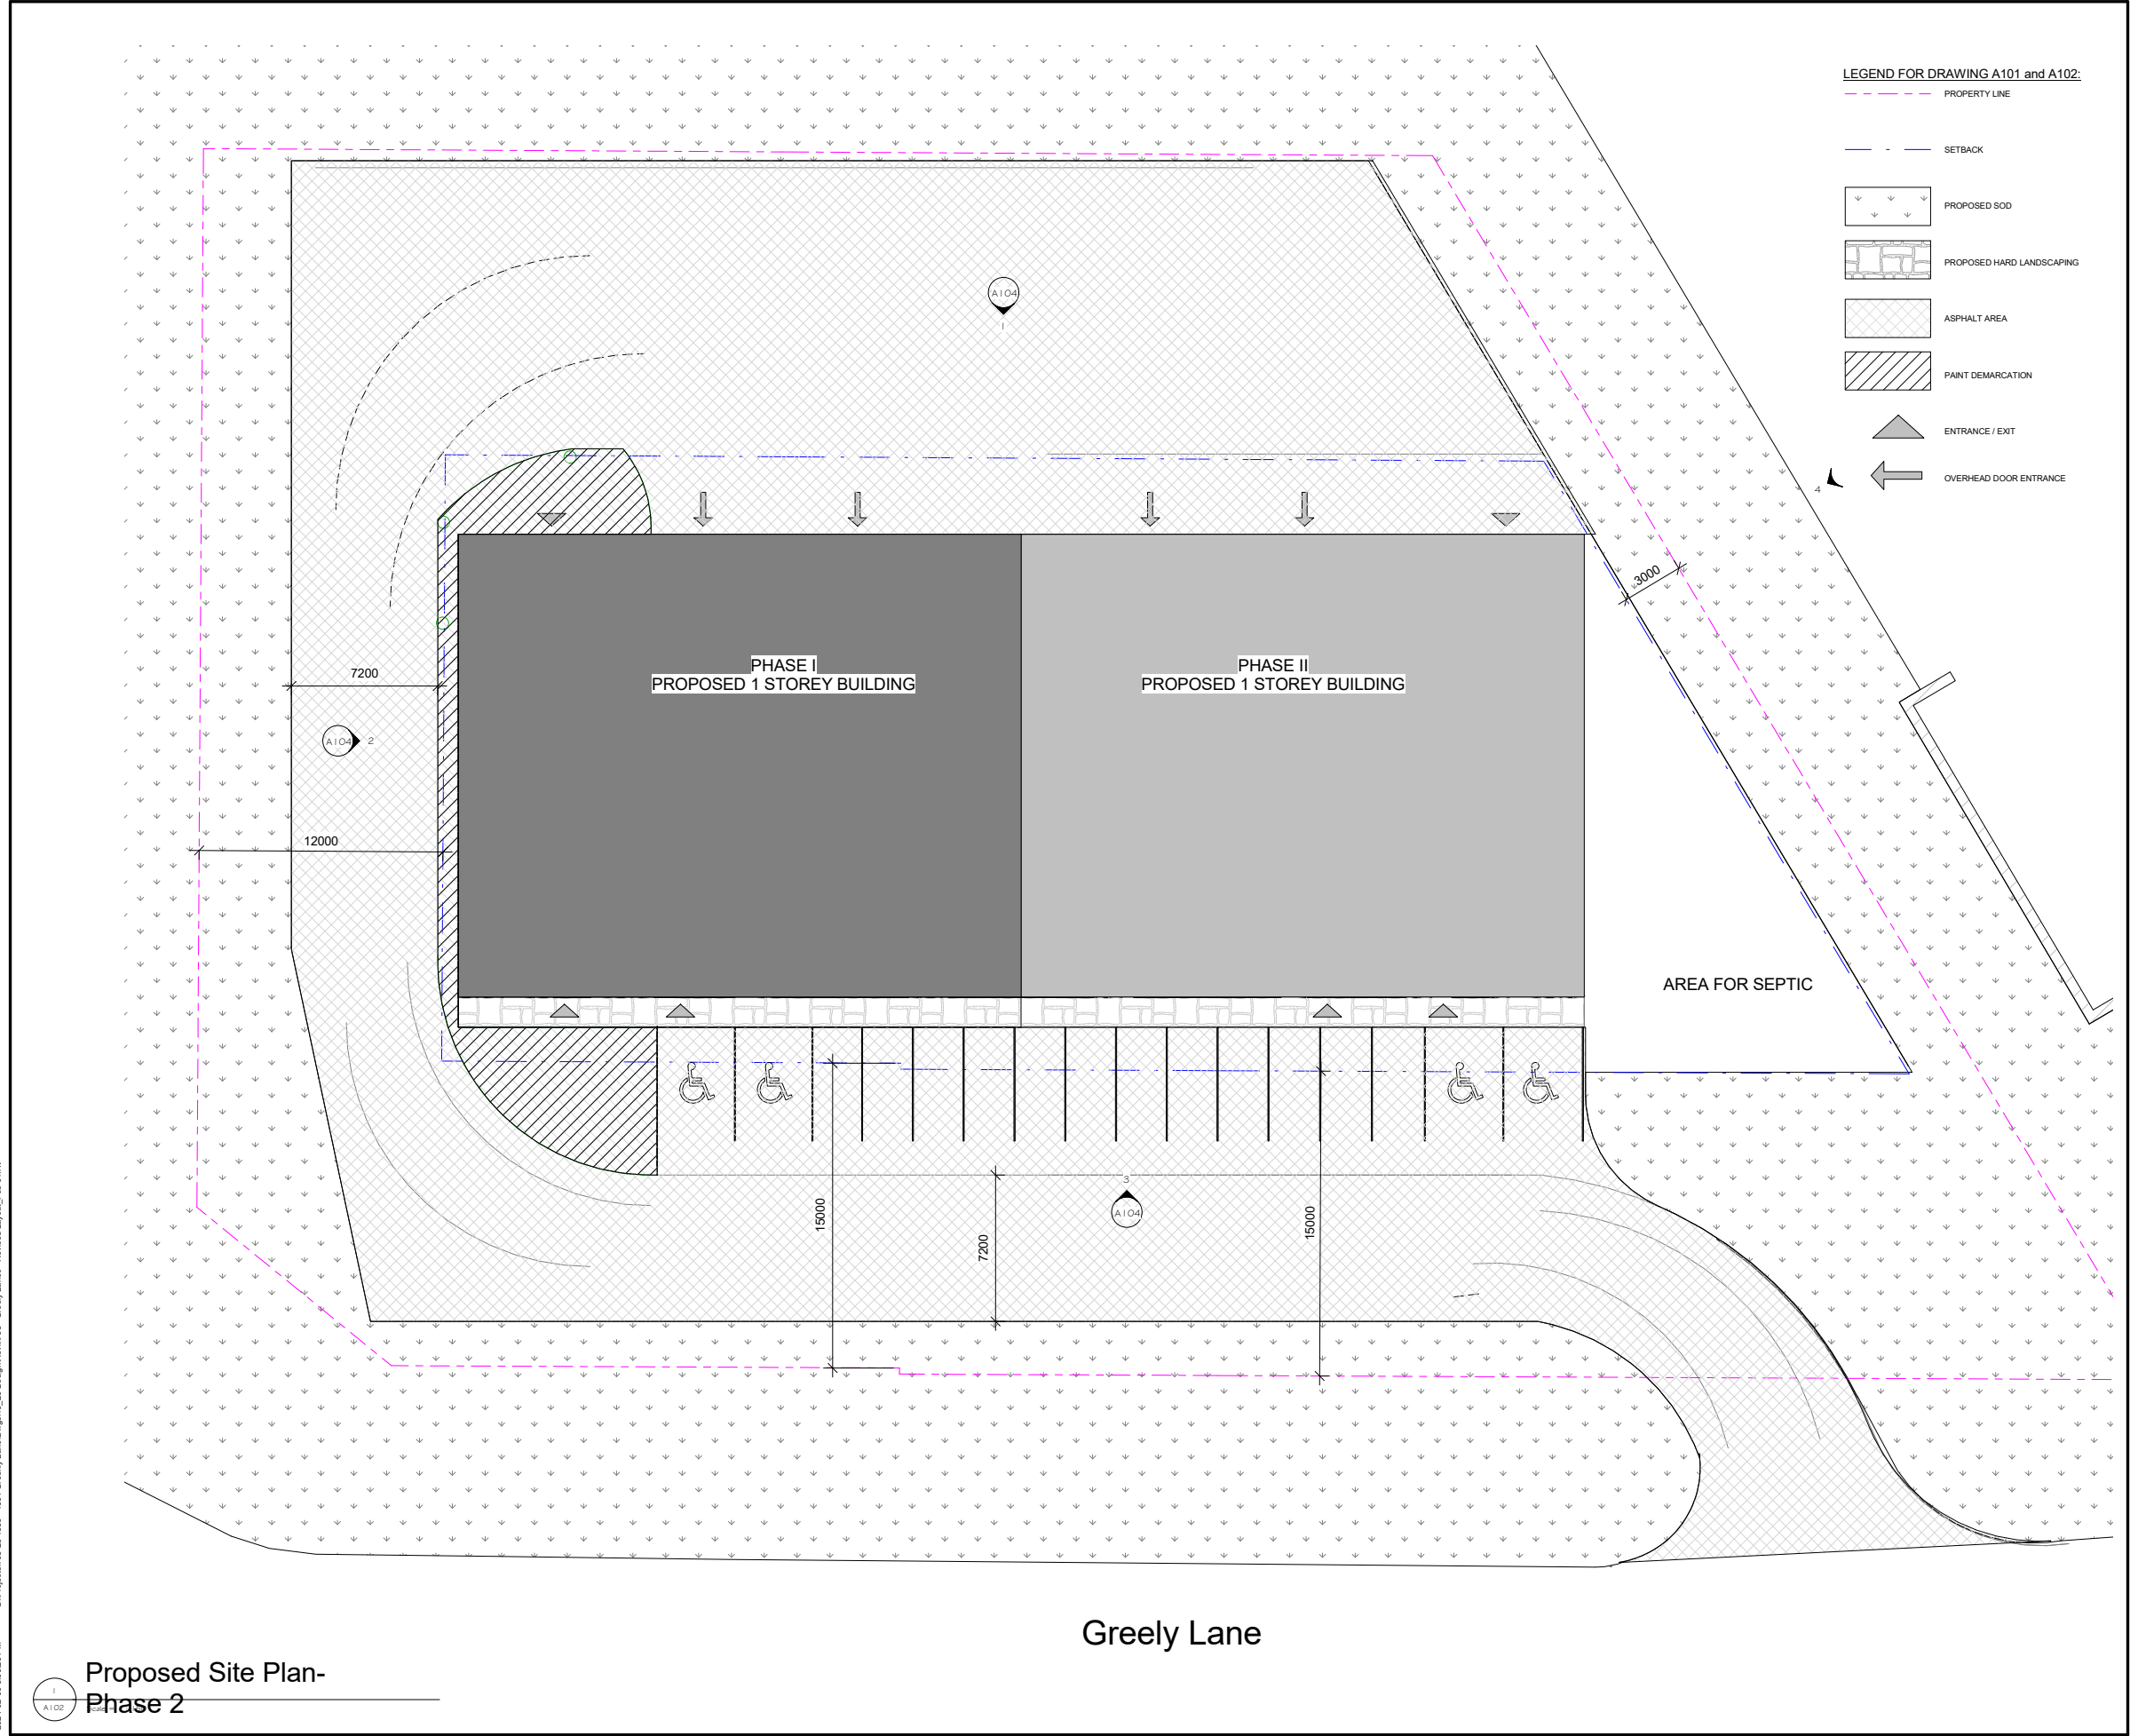 LEGEND FOR DRAWING A101 and A102:
PROPERTY LINE
SETBACK
PROPOSED SOD
PROPOSED HARD LANDSCAPING
ASPHALT AREA
PAINT DEMARCATION
ENTRANCE / EXIT
OVERHEAD DOOR ENTRANCE
A104
1
4
3000
PHASE I
PROPOSED 1 STOREY BUILDING
PHASE II
PROPOSED 1 STOREY BUILDING
7200
A104
2
12000
AREA FOR SEPTIC
15000
7200
3
A104
15000
Greely Lane
Proposed Site Plan-
Phase 2
1
A102